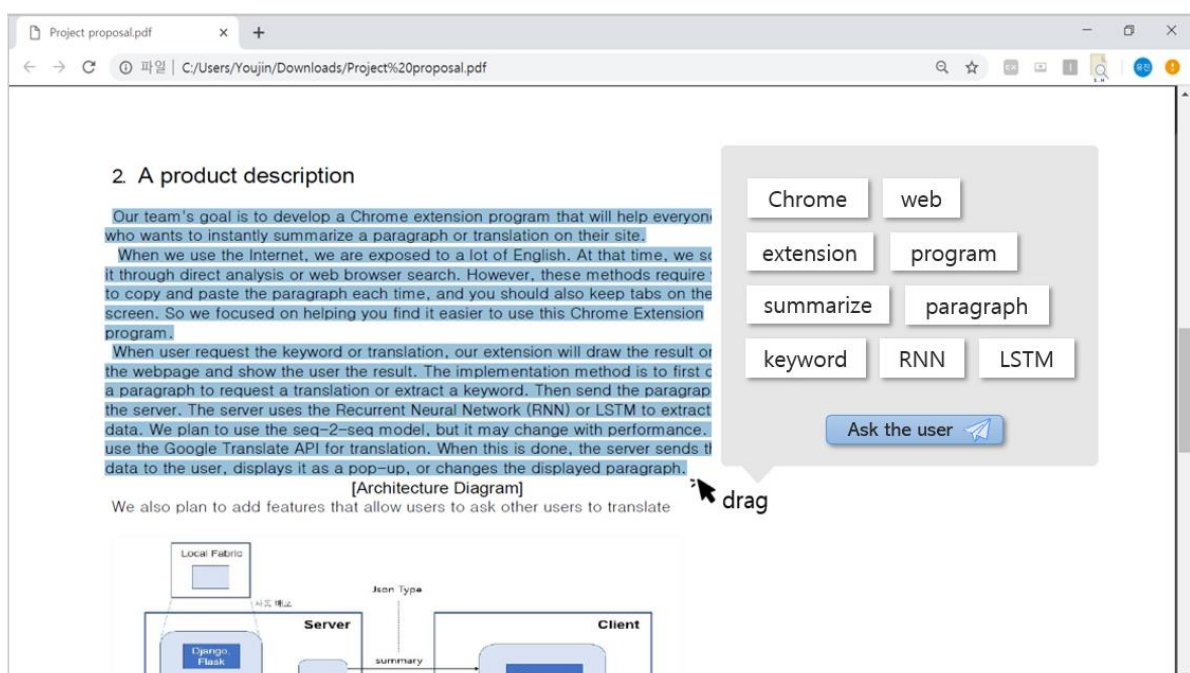 Project proposal.pdf
파일 | C:/Users/Youjin/Downloads/Project%20proposal.pdf
유진
2. A product description
Our team's goal is to develop a Chrome extension program that will help everyon
who wants to instantly summarize a paragraph or translation on their site.
When we use the Internet, we are exposed to a lot of English. At that time, we so
it through direct analysis or web browser search. However, these methods require
to copy and paste the paragraph each time, and you should also keep tabs on the
screen. So we focused on helping you find it easier to use this Chrome Extension
program.
When user request the keyword or translation, our extension will draw the result on
the webpage and show the user the result. The implementation method is to first d
a paragraph to request a translation or extract a keyword. Then send the paragrap
the server. The server uses the Recurrent Neural Network (RNN) or LSTM to extract
data. We plan to use the seq-2-seq model, but it may change with performance.
use the Google Translate API for translation. When this is done, the server sends th
data to the user, displays it as a pop-up, or changes the displayed paragraph.
[Architecture Diagram]
We also plan to add features that allow users to ask other users to translate
Chrome web
extension program
summarize paragraph
keyword RNN LSTM
Ask the user
drag
Local Fabric
Json Type
Server
Client
Django,
Flask
summary